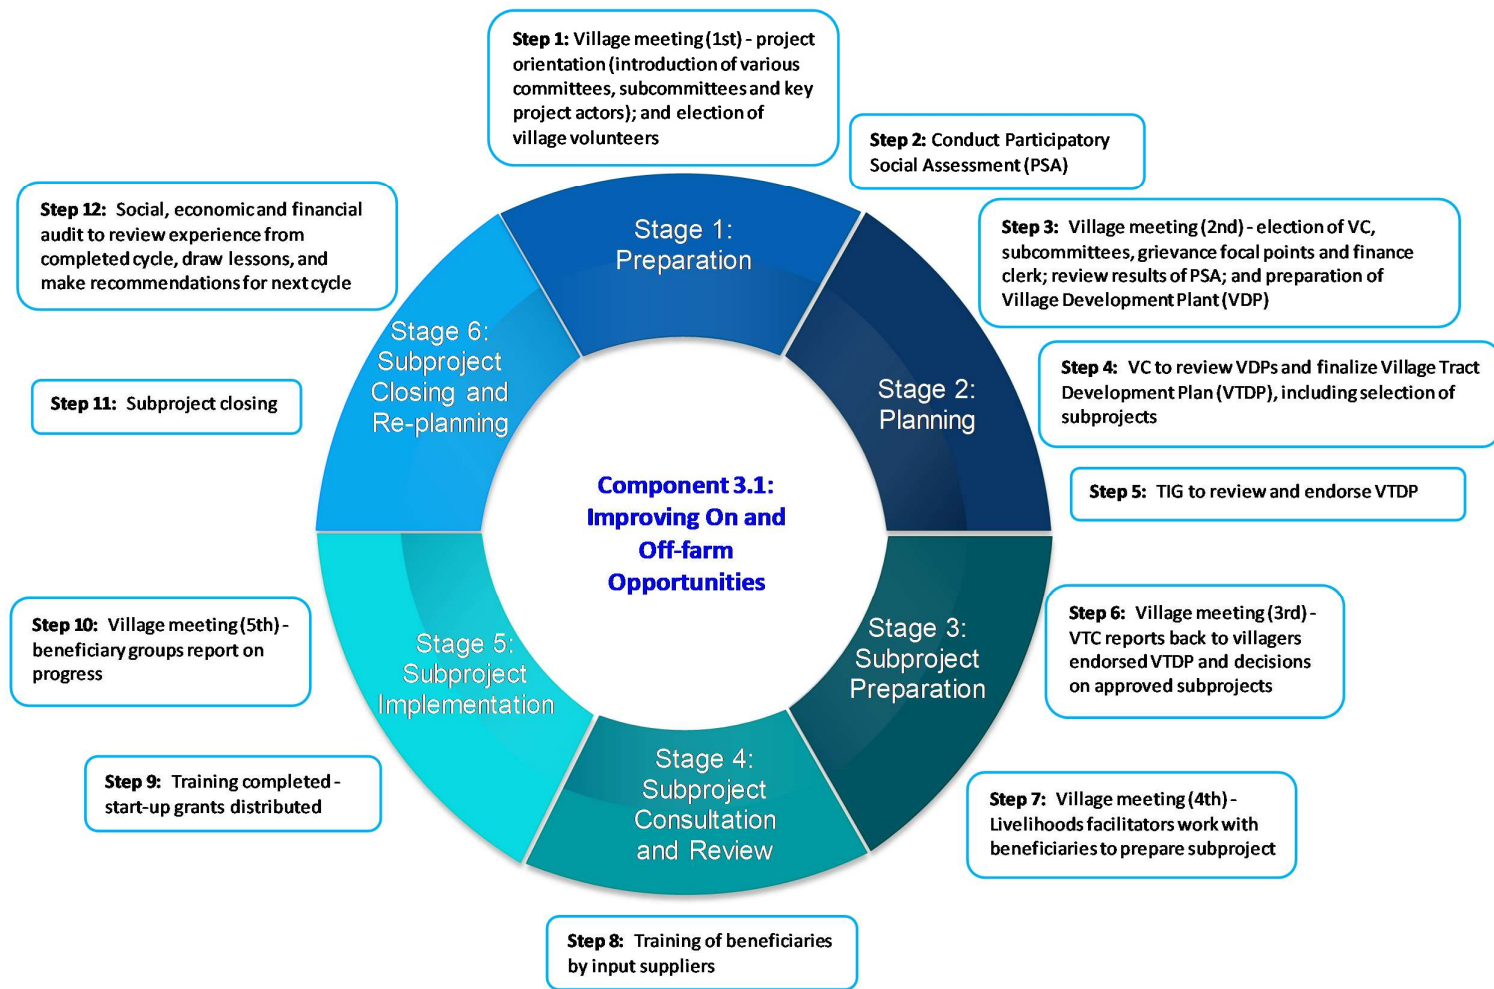 Step 1: Village meeting (1st) - project
orientation (introduction of various
committees, subcommittees and key
project actors); and election of
village volunteers
Step 2: Conduct Participatory
Social Assessment (PSA)
Step 3: Village meeting (2nd) - election of VC,
subcommittees, grievance focal points and finance
clerk; review results of PSA; and preparation of
Village Development Plant (VDP)
Step 4: VC to review VDPs and finalize Village Tract
Development Plan (VTDP), including selection of
subprojects
Step 5: TIG to review and endorse VTDP
Step 6: Village meeting (3rd) -
VTC reports back to villagers
endorsed VTDP and decisions
on approved subprojects
Step 7: Village meeting (4th) -
Livelihoods facilitators work with
beneficiaries to prepare subproject
Step 8: Training of beneficiaries
by input suppliers
Step 9: Training completed -
start-up grants distributed
Step 10: Village meeting (5th) -
beneficiary groups report on
progress
Step 11: Subproject closing
Step 12: Social, economic and financial
audit to review experience from
completed cycle, draw lessons, and
make recommendations for next cycle
Stage 1:
Preparation
Stage 2:
Planning
Stage 3:
Subproject
Preparation
Stage 4:
Subproject
Consultation
and Review
Stage 5:
Subproject
Implementation
Stage 6:
Subproject
Closing and
Re-planning
Component 3.1:
Improving On and
Off-farm
Opportunities